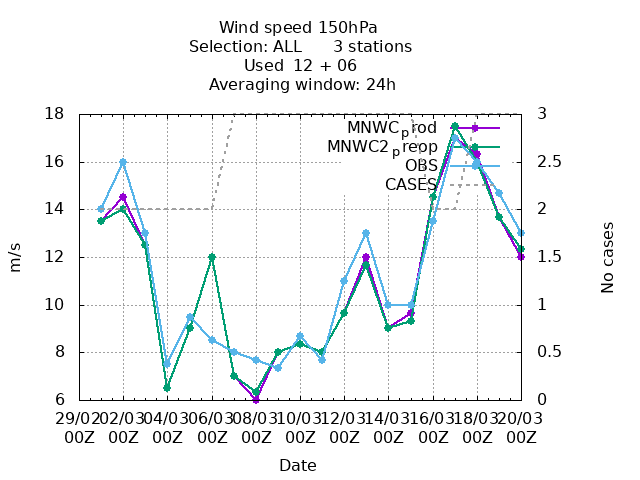 Wind speed 150hPa
Selection: ALL 3 stations
Used 12 + 06
Averaging window: 24h
18 3
MNWC_prod
MNWC2_preop
16 2.5
OBS
CASES
14 2
12 1.5
10 1
8 0.5
6 0
m/s
No cases
29/02 02/03 04/03 06/03 08/03 10/03 12/03 14/03 16/03 18/03 20/03
00Z 00Z 00Z 00Z 00Z 00Z 00Z 00Z 00Z 00Z 00Z
Date